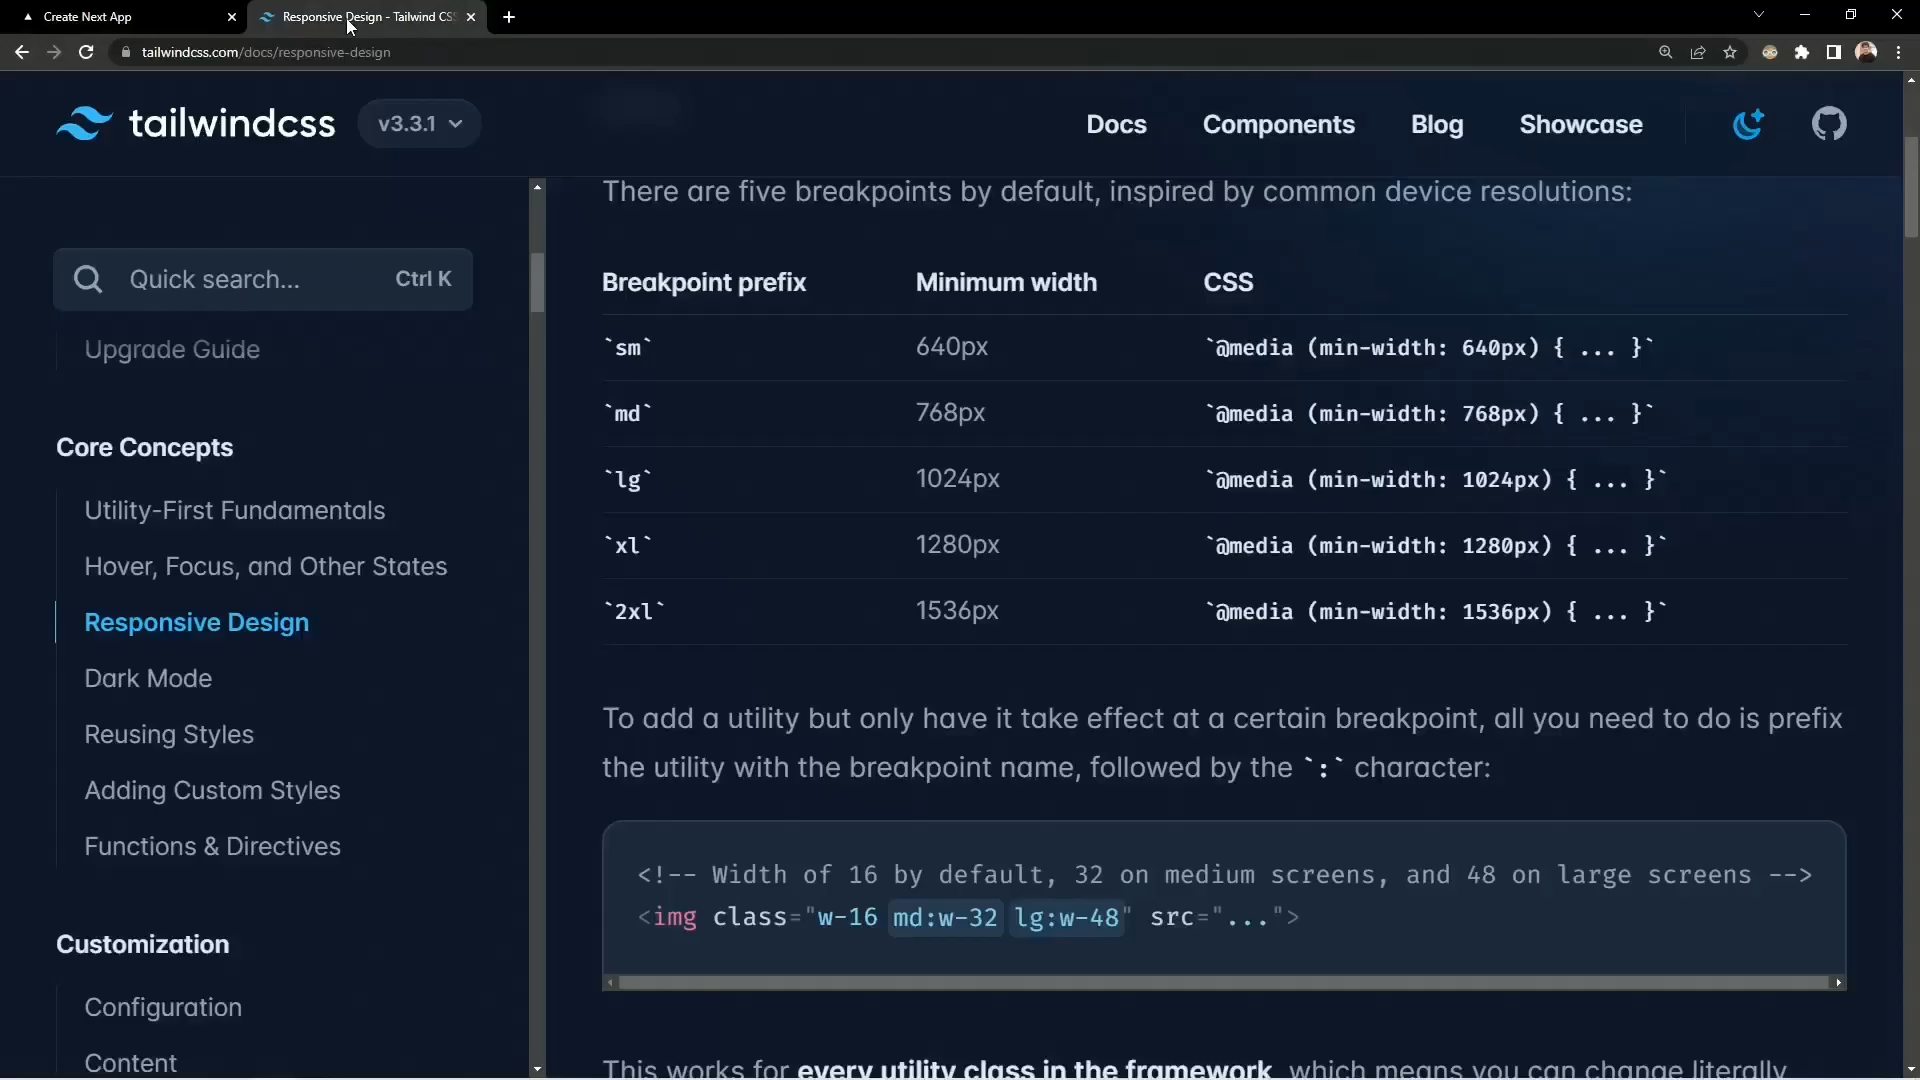 Create Next App
Responsive Design - Tailwind CS
tailwindcss.com/docs/responsive-design
tailwindcss
v3.3.1
Docs
Components
Blog
Showcase
Quick search...
Ctrl K
Upgrade Guide
Core Concepts
Utility-First Fundamentals
Hover, Focus, and Other States
Responsive Design
Dark Mode
Reusing Styles
Adding Custom Styles
Functions & Directives
Customization
Configuration
Content
There are five breakpoints by default, inspired by common device resolutions:
Breakpoint prefix Minimum width CSS
`sm` 640px `@media (min-width: 640px) { ... }`
`md` 768px `@media (min-width: 768px) { ... }`
`lg` 1024px `@media (min-width: 1024px) { ... }`
`xl` 1280px `@media (min-width: 1280px) { ... }`
`2xl` 1536px `@media (min-width: 1536px) { ... }`
To add a utility but only have it take effect at a certain breakpoint, all you need to do is prefix
the utility with the breakpoint name, followed by the `:` character:
<!-- Width of 16 by default, 32 on medium screens, and 48 on large screens -->
<img class="w-16 md:w-32 lg:w-48" src="...">
This works for every utility class in the framework, which means you can change literally